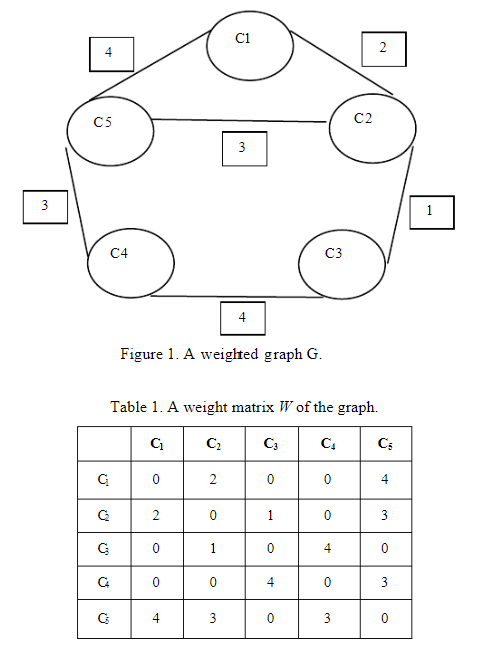 C1
4
2
C5
C2
3
3
1
C4
C3
4
Figure 1. A weighted graph G.
Table 1. A weight matrix W of the graph.
C₁ C₂ C₃ C₄ C₅
C₁ 0 2 0 0 4
C₂ 2 0 1 0 3
C₃ 0 1 0 4 0
C₄ 0 0 4 0 3
C₅ 4 3 0 3 0